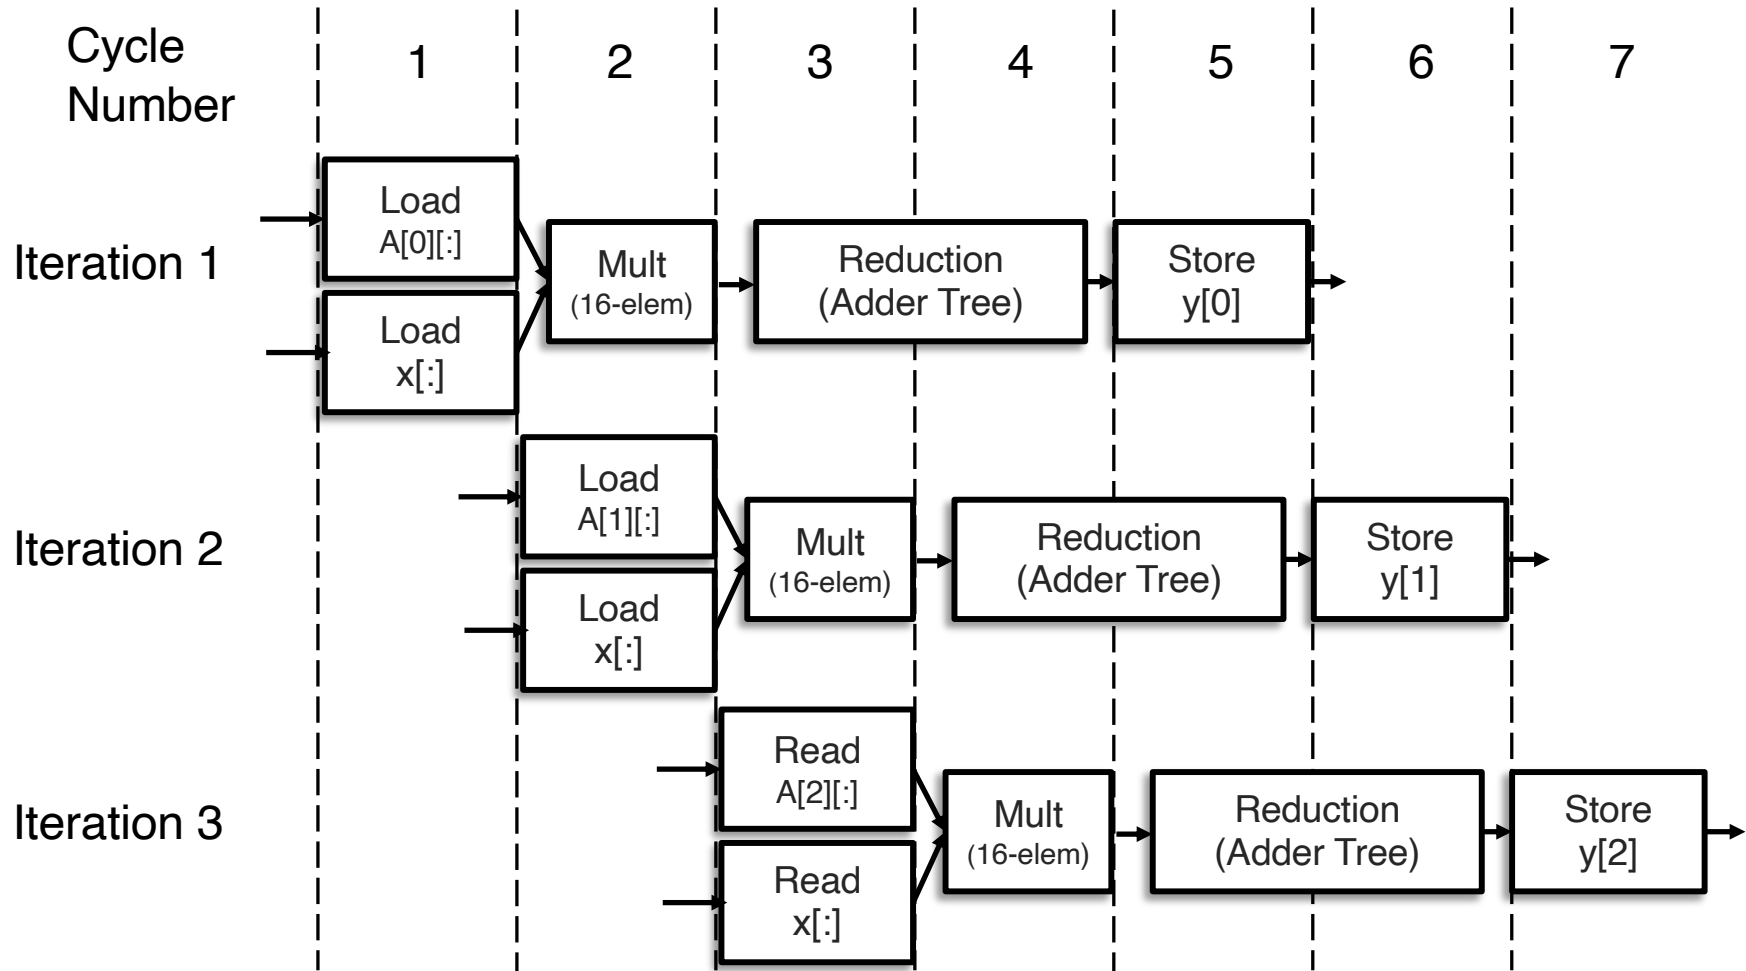 Cycle
Number
1 2 3 4 5 6 7
Iteration 1
Load
A[0][:]
Load
x[:]
Mult
(16-elem)
Reduction
(Adder Tree)
Store
y[0]
Iteration 2
Load
A[1][:]
Load
x[:]
Mult
(16-elem)
Reduction
(Adder Tree)
Store
y[1]
Iteration 3
Read
A[2][:]
Read
x[:]
Mult
(16-elem)
Reduction
(Adder Tree)
Store
y[2]